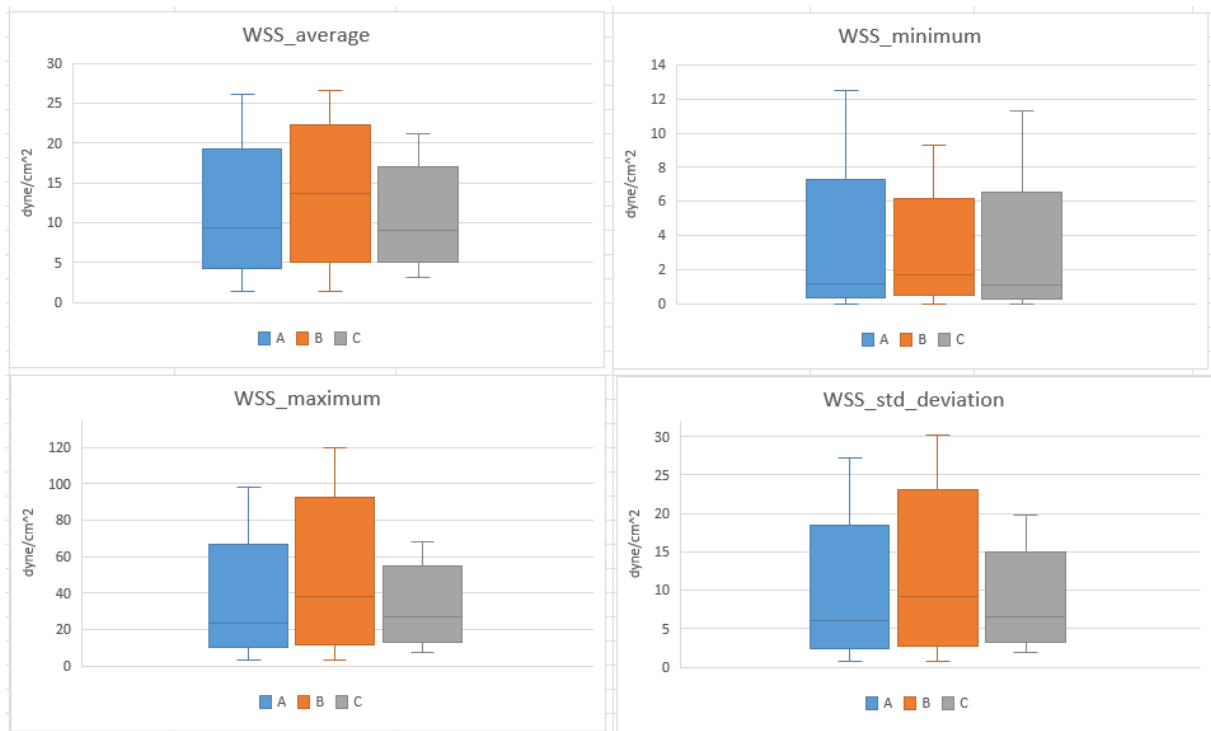 WSS_average
30
25
20
15
10
5
0
dyne/cm^2
A B C
WSS_minimum
14
12
10
8
6
4
2
0
dyne/cm^2
A B C
WSS_maximum
120
100
80
60
40
20
0
dyne/cm^2
A B C
WSS_std_deviation
30
25
20
15
10
5
0
dyne/cm^2
A B C